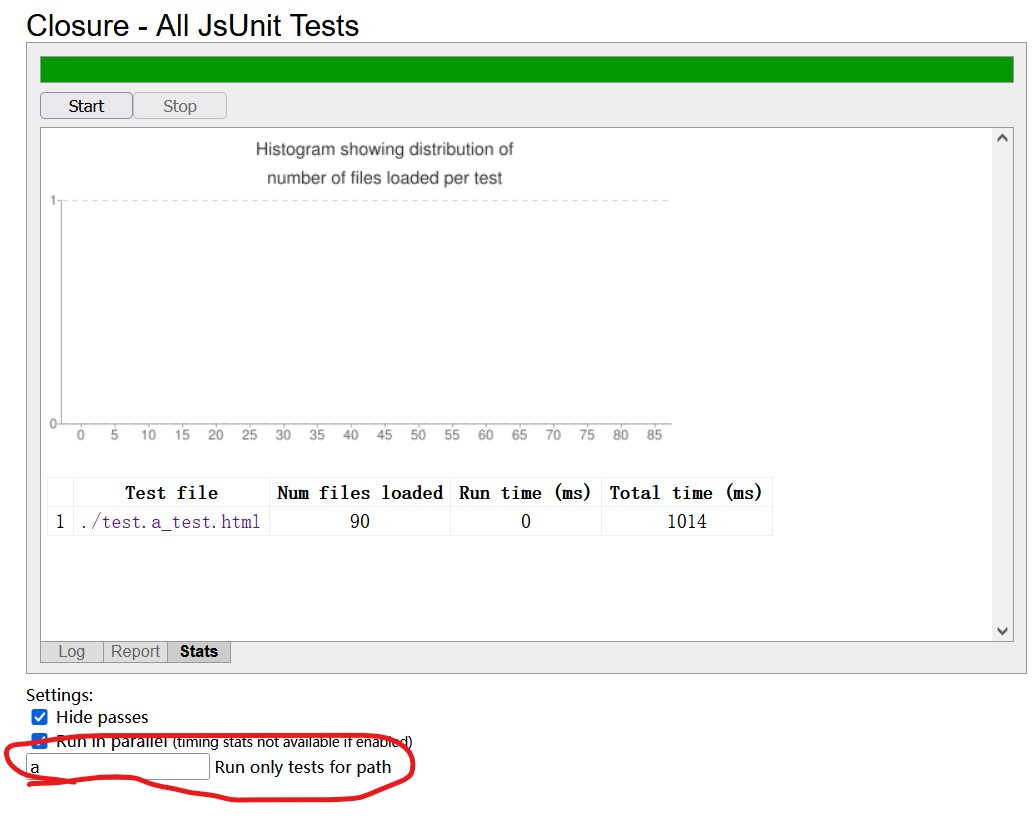 Closure - All JsUnit Tests
Start Stop
Histogram showing distribution of
number of files loaded per test
1
0
0 5 10 15 20 25 30 35 40 45 50 55 60 65 70 75 80 85
Test file Num files loaded Run time (ms) Total time (ms)
1 ./test.a_test.html 90 0 1014
Log Report Stats
Settings:
Hide passes
Run in parallel (timing stats not available if enabled)
a Run only tests for path